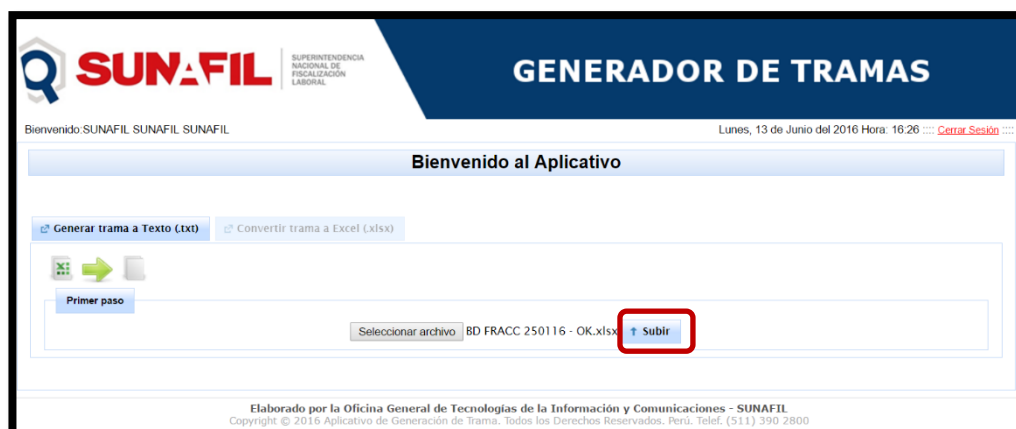 SUNAFIL
SUPERINTENDENCIA
NACIONAL DE
FISCALIZACIÓN
LABORAL
GENERADOR DE TRAMAS
Bienvenido:SUNAFIL SUNAFIL SUNAFIL
Lunes, 13 de Junio del 2016 Hora: 16:26 :::: Cerrar Sesión ::::
Bienvenido al Aplicativo
Generar trama a Texto (.txt)
Convertir trama a Excel (.xlsx)
Primer paso
Seleccionar archivo BD FRACC 250116 - OK.xlsx Subir
Elaborado por la Oficina General de Tecnologías de la Información y Comunicaciones - SUNAFIL
Copyright © 2016 Aplicativo de Generación de Trama. Todos los Derechos Reservados. Perú. Telef. (511) 390 2800